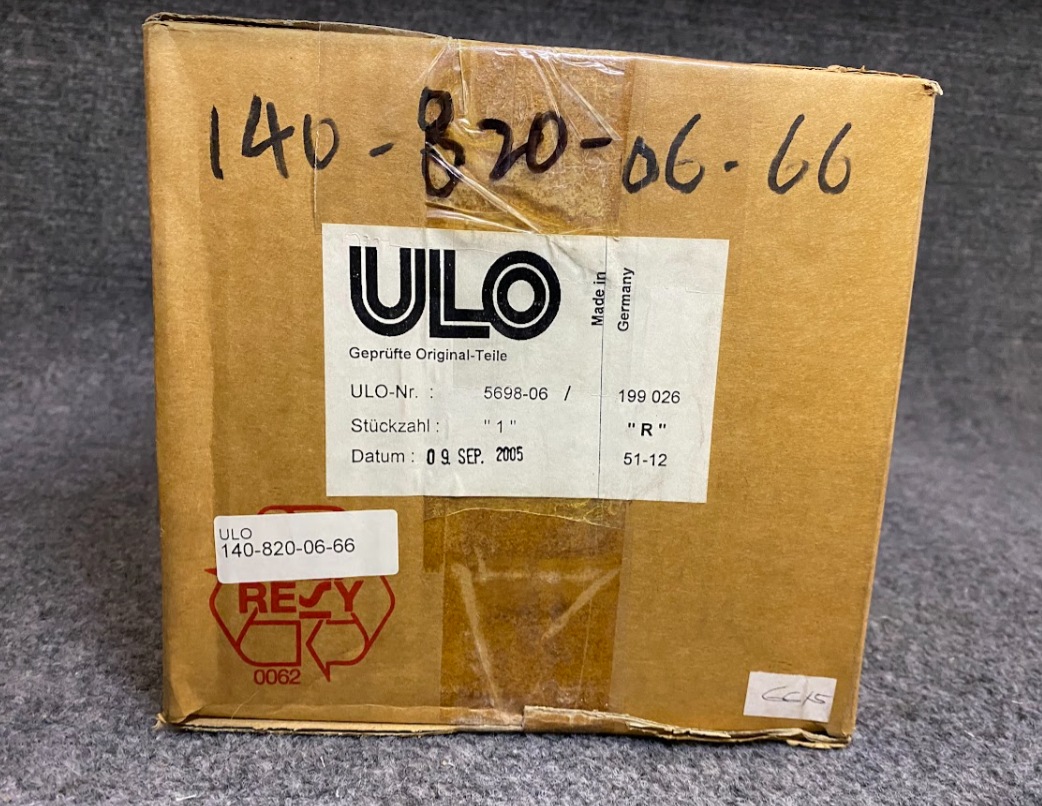 140-820-06-66
ULO
Made in
Germany
Geprüfte Original-Teile
ULO-Nr. : 5698-06 / 199 026
Stückzahl : "1" "R"
Datum : 09. SEP. 2005 51-12
ULO
140-820-06-66
RESY
0062